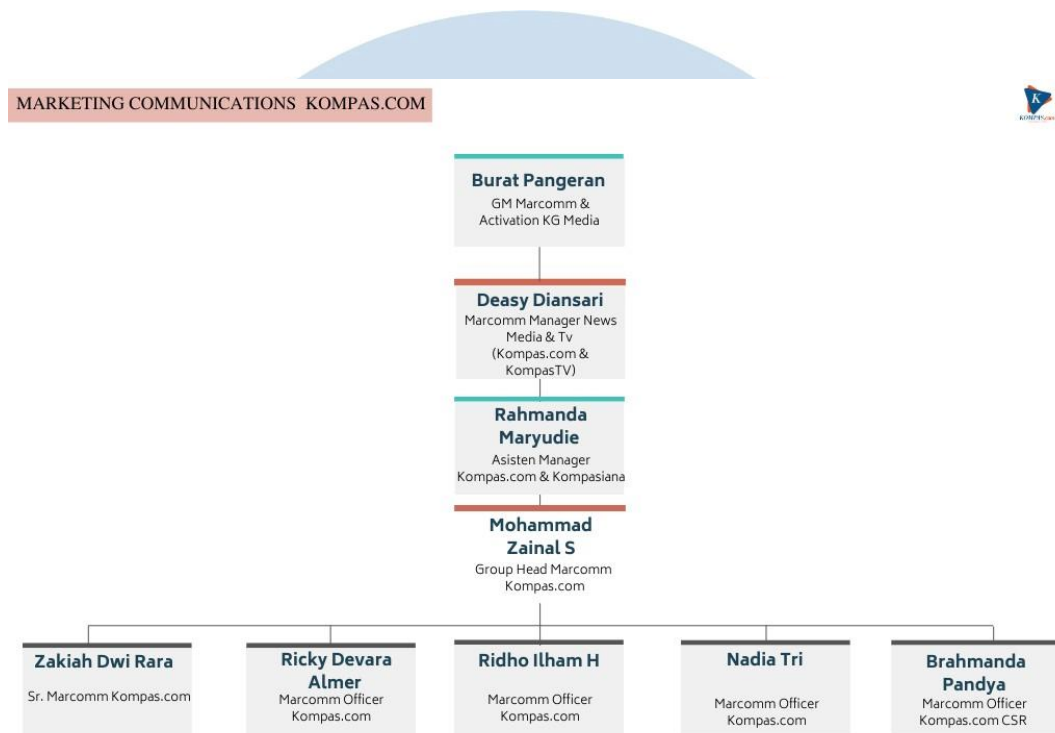 MARKETING COMMUNICATIONS KOMPAS.COM
K
KOMPAS.com
Burat Pangeran
GM Marcomm &
Activation KG Media
Deasy Diansari
Marcomm Manager News
Media & Tv
(Kompas.com &
KompasTV)
Rahmanda
Maryudie
Asisten Manager
Kompas.com & Kompasiana
Mohammad
Zainal S
Group Head Marcomm
Kompas.com
Zakiah Dwi Rara
Sr. Marcomm Kompas.com
Ricky Devara
Almer
Marcomm Officer
Kompas.com
Ridho Ilham H
Marcomm Officer
Kompas.com
Nadia Tri
Marcomm Officer
Kompas.com
Brahmanda
Pandya
Marcomm Officer
Kompas.com CSR